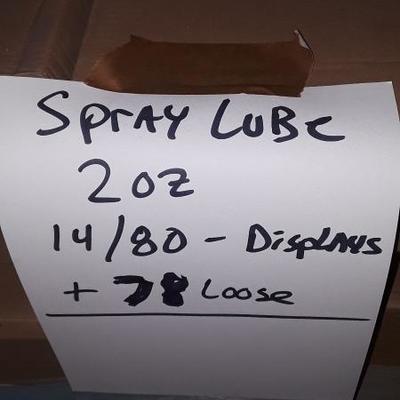 Spray Lube
2oz
14/80 - Displays
+ 78 Loose